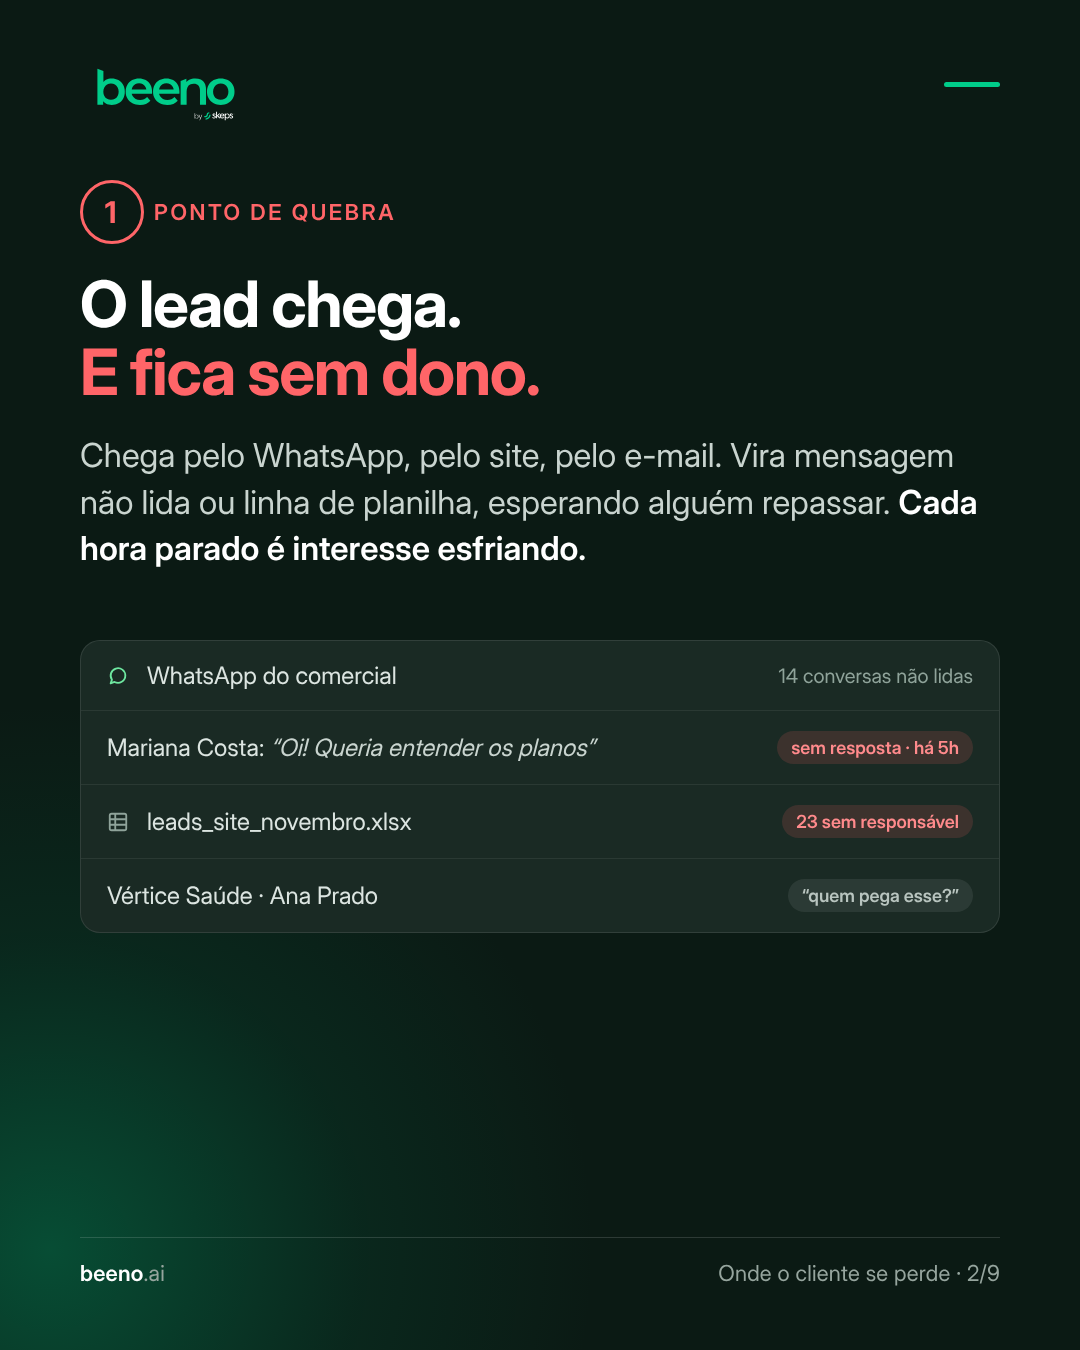 beeno
by skeps
1 PONTO DE QUEBRA
O lead chega.
E fica sem dono.
Chega pelo WhatsApp, pelo site, pelo e-mail. Vira mensagem
não lida ou linha de planilha, esperando alguém repassar. Cada
hora parado é interesse esfriando.
WhatsApp do comercial 14 conversas não lidas
Mariana Costa: “Oi! Queria entender os planos” sem resposta · há 5h
leads_site_novembro.xlsx 23 sem responsável
Vértice Saúde · Ana Prado “quem pega esse?”
beeno.ai Onde o cliente se perde · 2/9